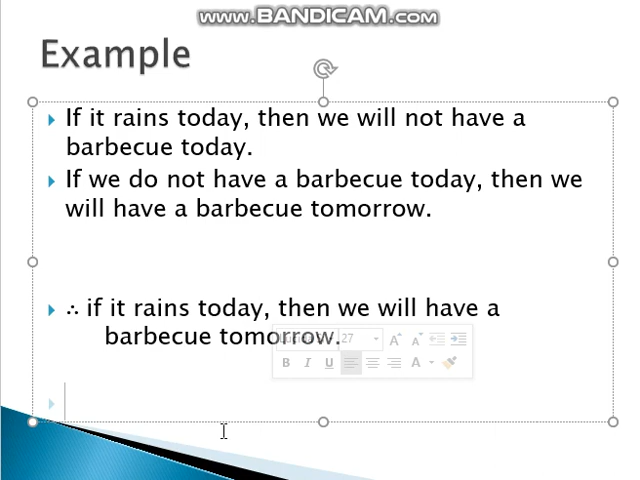 www.BANDICAM.com
Example
If it rains today, then we will not have a
barbecue today.
If we do not have a barbecue today, then we
will have a barbecue tomorrow.
∴ if it rains today, then we will have a
barbecue tomorrow.
27 A A
B I U A